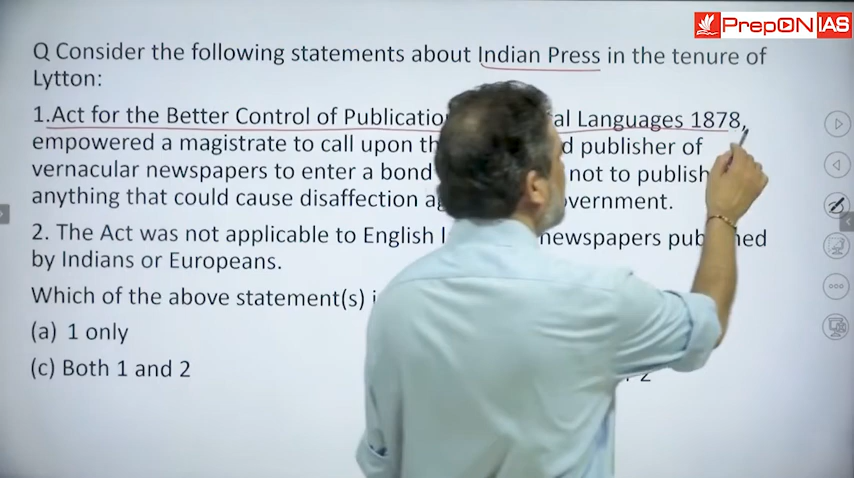 PrepON IAS
Q Consider the following statements about Indian Press in the tenure of
Lytton:
1.Act for the Better Control of Publicatio al Languages 1878,
empowered a magistrate to call upon th d publisher of
vernacular newspapers to enter a bond not to publish
anything that could cause disaffection ag vernment.
2. The Act was not applicable to English l newspapers pub hed
by Indians or Europeans.
Which of the above statement(s) i
(a) 1 only
(c) Both 1 and 2
2